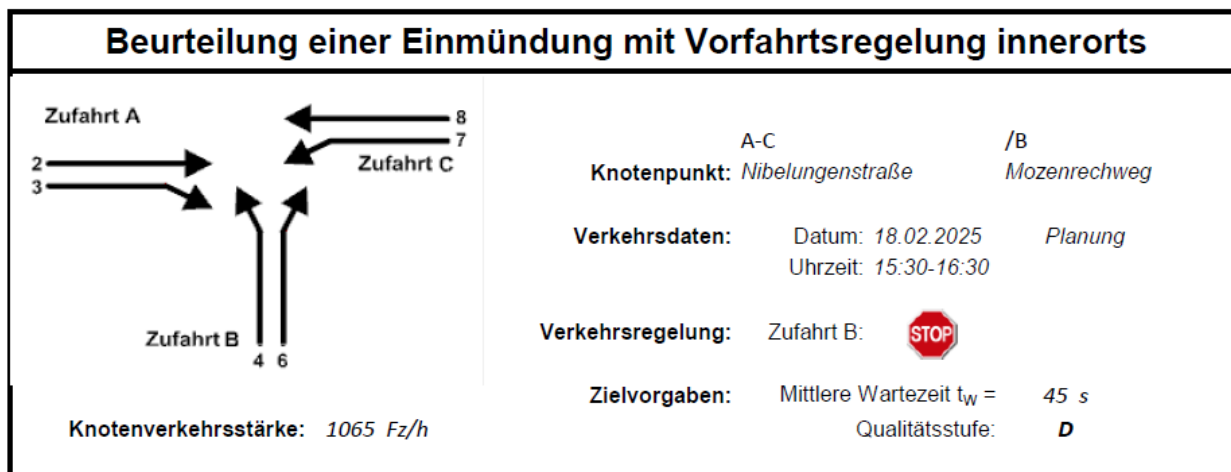 Beurteilung einer Einmündung mit Vorfahrtsregelung innerorts
Zufahrt A
8
7
2
Zufahrt C
3
Zufahrt B
4 6
Knotenverkehrsstärke: 1065 Fz/h
A-C /B
Knotenpunkt: Nibelungenstraße Mozenrechweg
Verkehrsdaten: Datum: 18.02.2025 Planung
Uhrzeit: 15:30-16:30
Verkehrsregelung: Zufahrt B: STOP
Zielvorgaben: Mittlere Wartezeit tW = 45 s
Qualitätsstufe: D